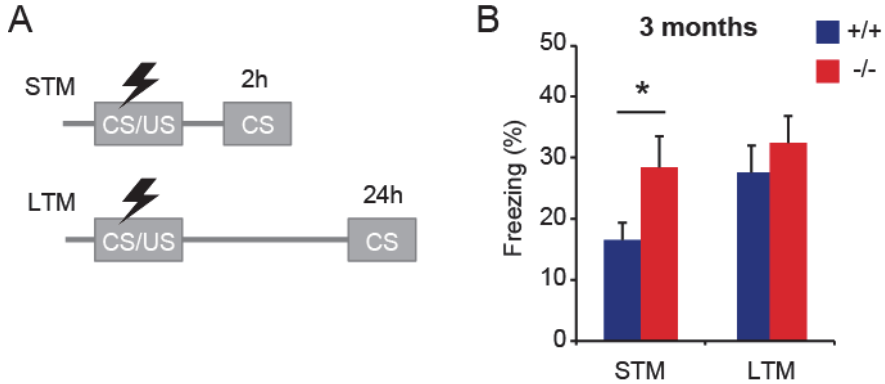 A
STM
2h
CS/US
CS
LTM
24h
CS/US
CS
B
3 months
+/+
-/-
*
Freezing (%)
50
40
30
20
10
0
STM
LTM